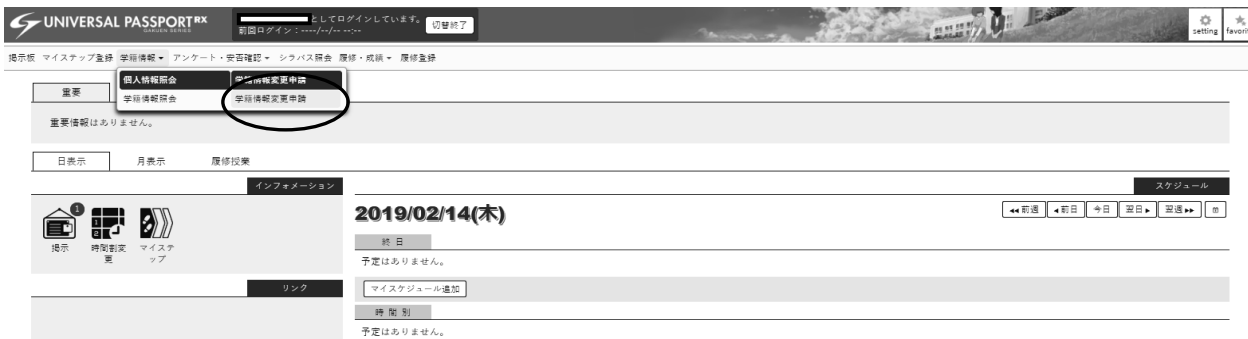 UNIVERSAL PASSPORT RX
GARDEN SERIES
としてログインしています。
前回ログイン：----/--/-- --:--
切替終了
setting
favorit
掲示板 マイステップ登録 学籍情報 アンケート・安否確認 シラバス照会 履修・成績 履修登録
個人情報照会 学籍情報変更申請
学籍情報照会 学籍情報変更申請
重要
重要情報はありません。
日表示 月表示 履修授業
インフォメーション
1
掲示
時間割変更
マイステップ
リンク
スケジュール
2019/02/14(木)
前週 前日 今日 翌日 翌週
終日
予定はありません。
マイスケジュール追加
時間別
予定はありません。